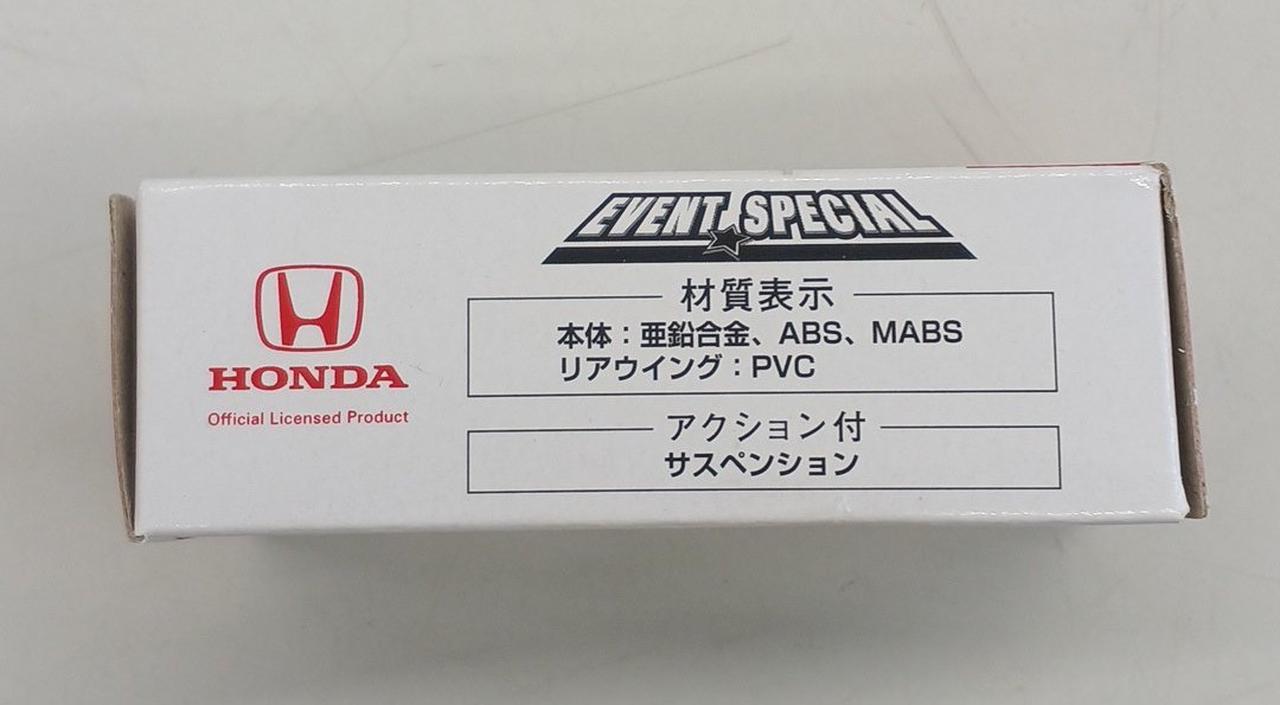 EVENT SPECIAL
HONDA
Official Licensed Product
材質表示
本体：亜鉛合金、ABS、MABS
リアウイング：PVC
アクション付
サスペンション